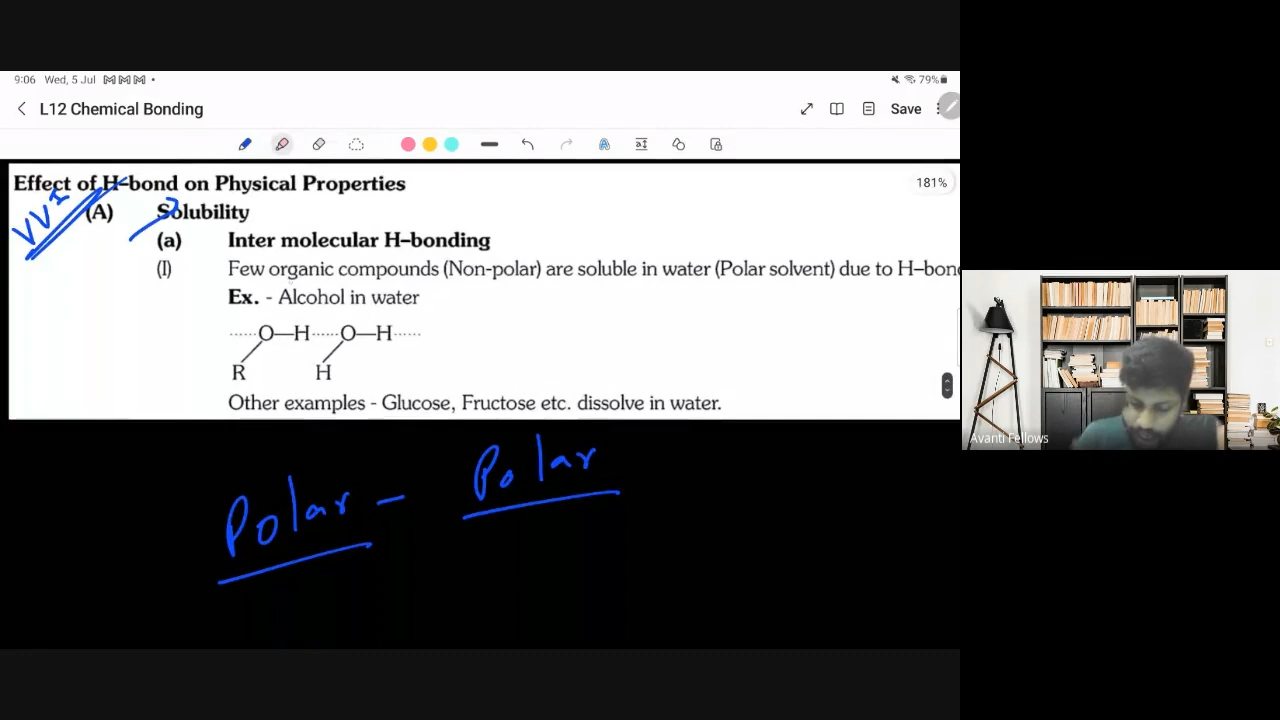 9:06 Wed, 5 Jul
79%
L12 Chemical Bonding
Save
181%
Effect of H–bond on Physical Properties
VVI
(A) Solubility
(a) Inter molecular H–bonding
(I) Few organic compounds (Non-polar) are soluble in water (Polar solvent) due to H–bon
Ex. - Alcohol in water
······O—H······O—H······
R H
Other examples - Glucose, Fructose etc. dissolve in water.
Polar – Polar
Avanti Fellows